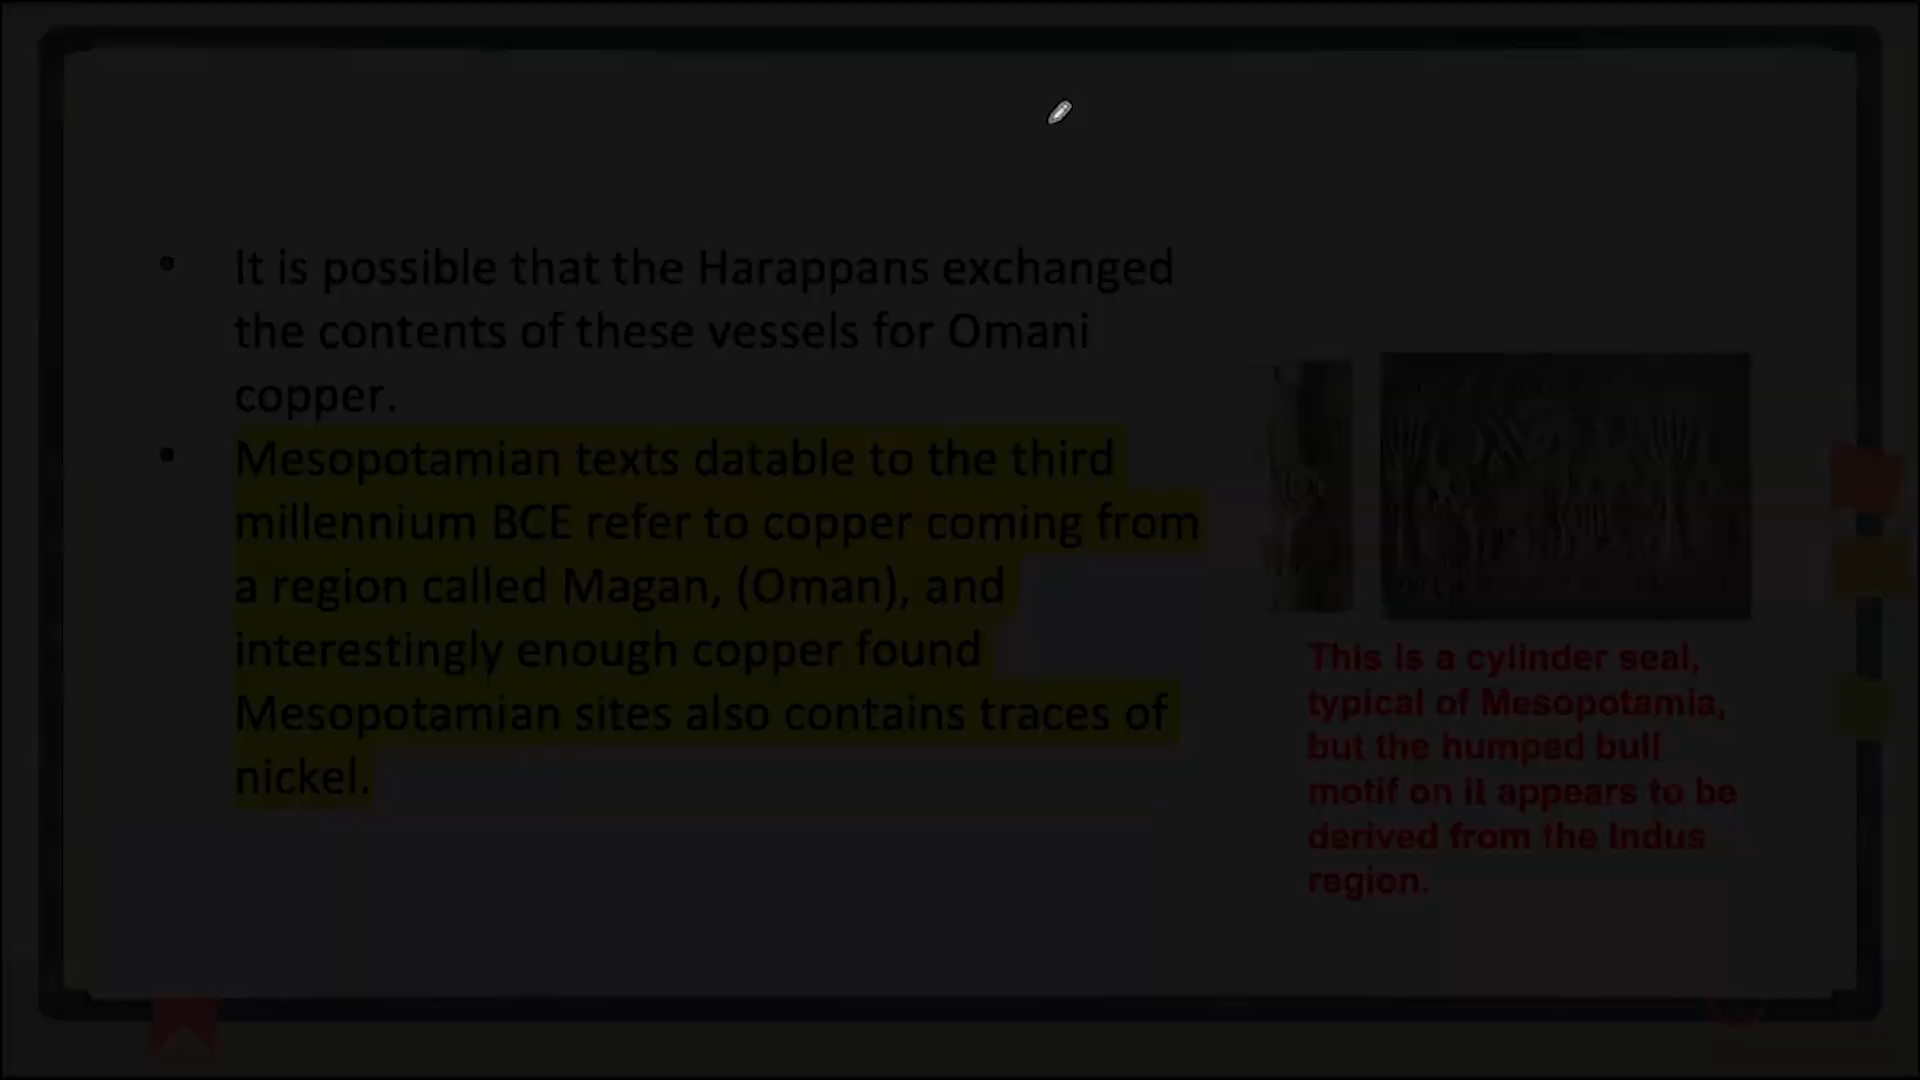 • It is possible that the Harappans exchanged
the contents of these vessels for Omani
copper.
• Mesopotamian texts datable to the third
millennium BCE refer to copper coming from
a region called Magan, (Oman), and
interestingly enough copper found
Mesopotamian sites also contains traces of
nickel.
This is a cylinder seal,
typical of Mesopotamia,
but the humped bull
motif on it appears to be
derived from the Indus
region.